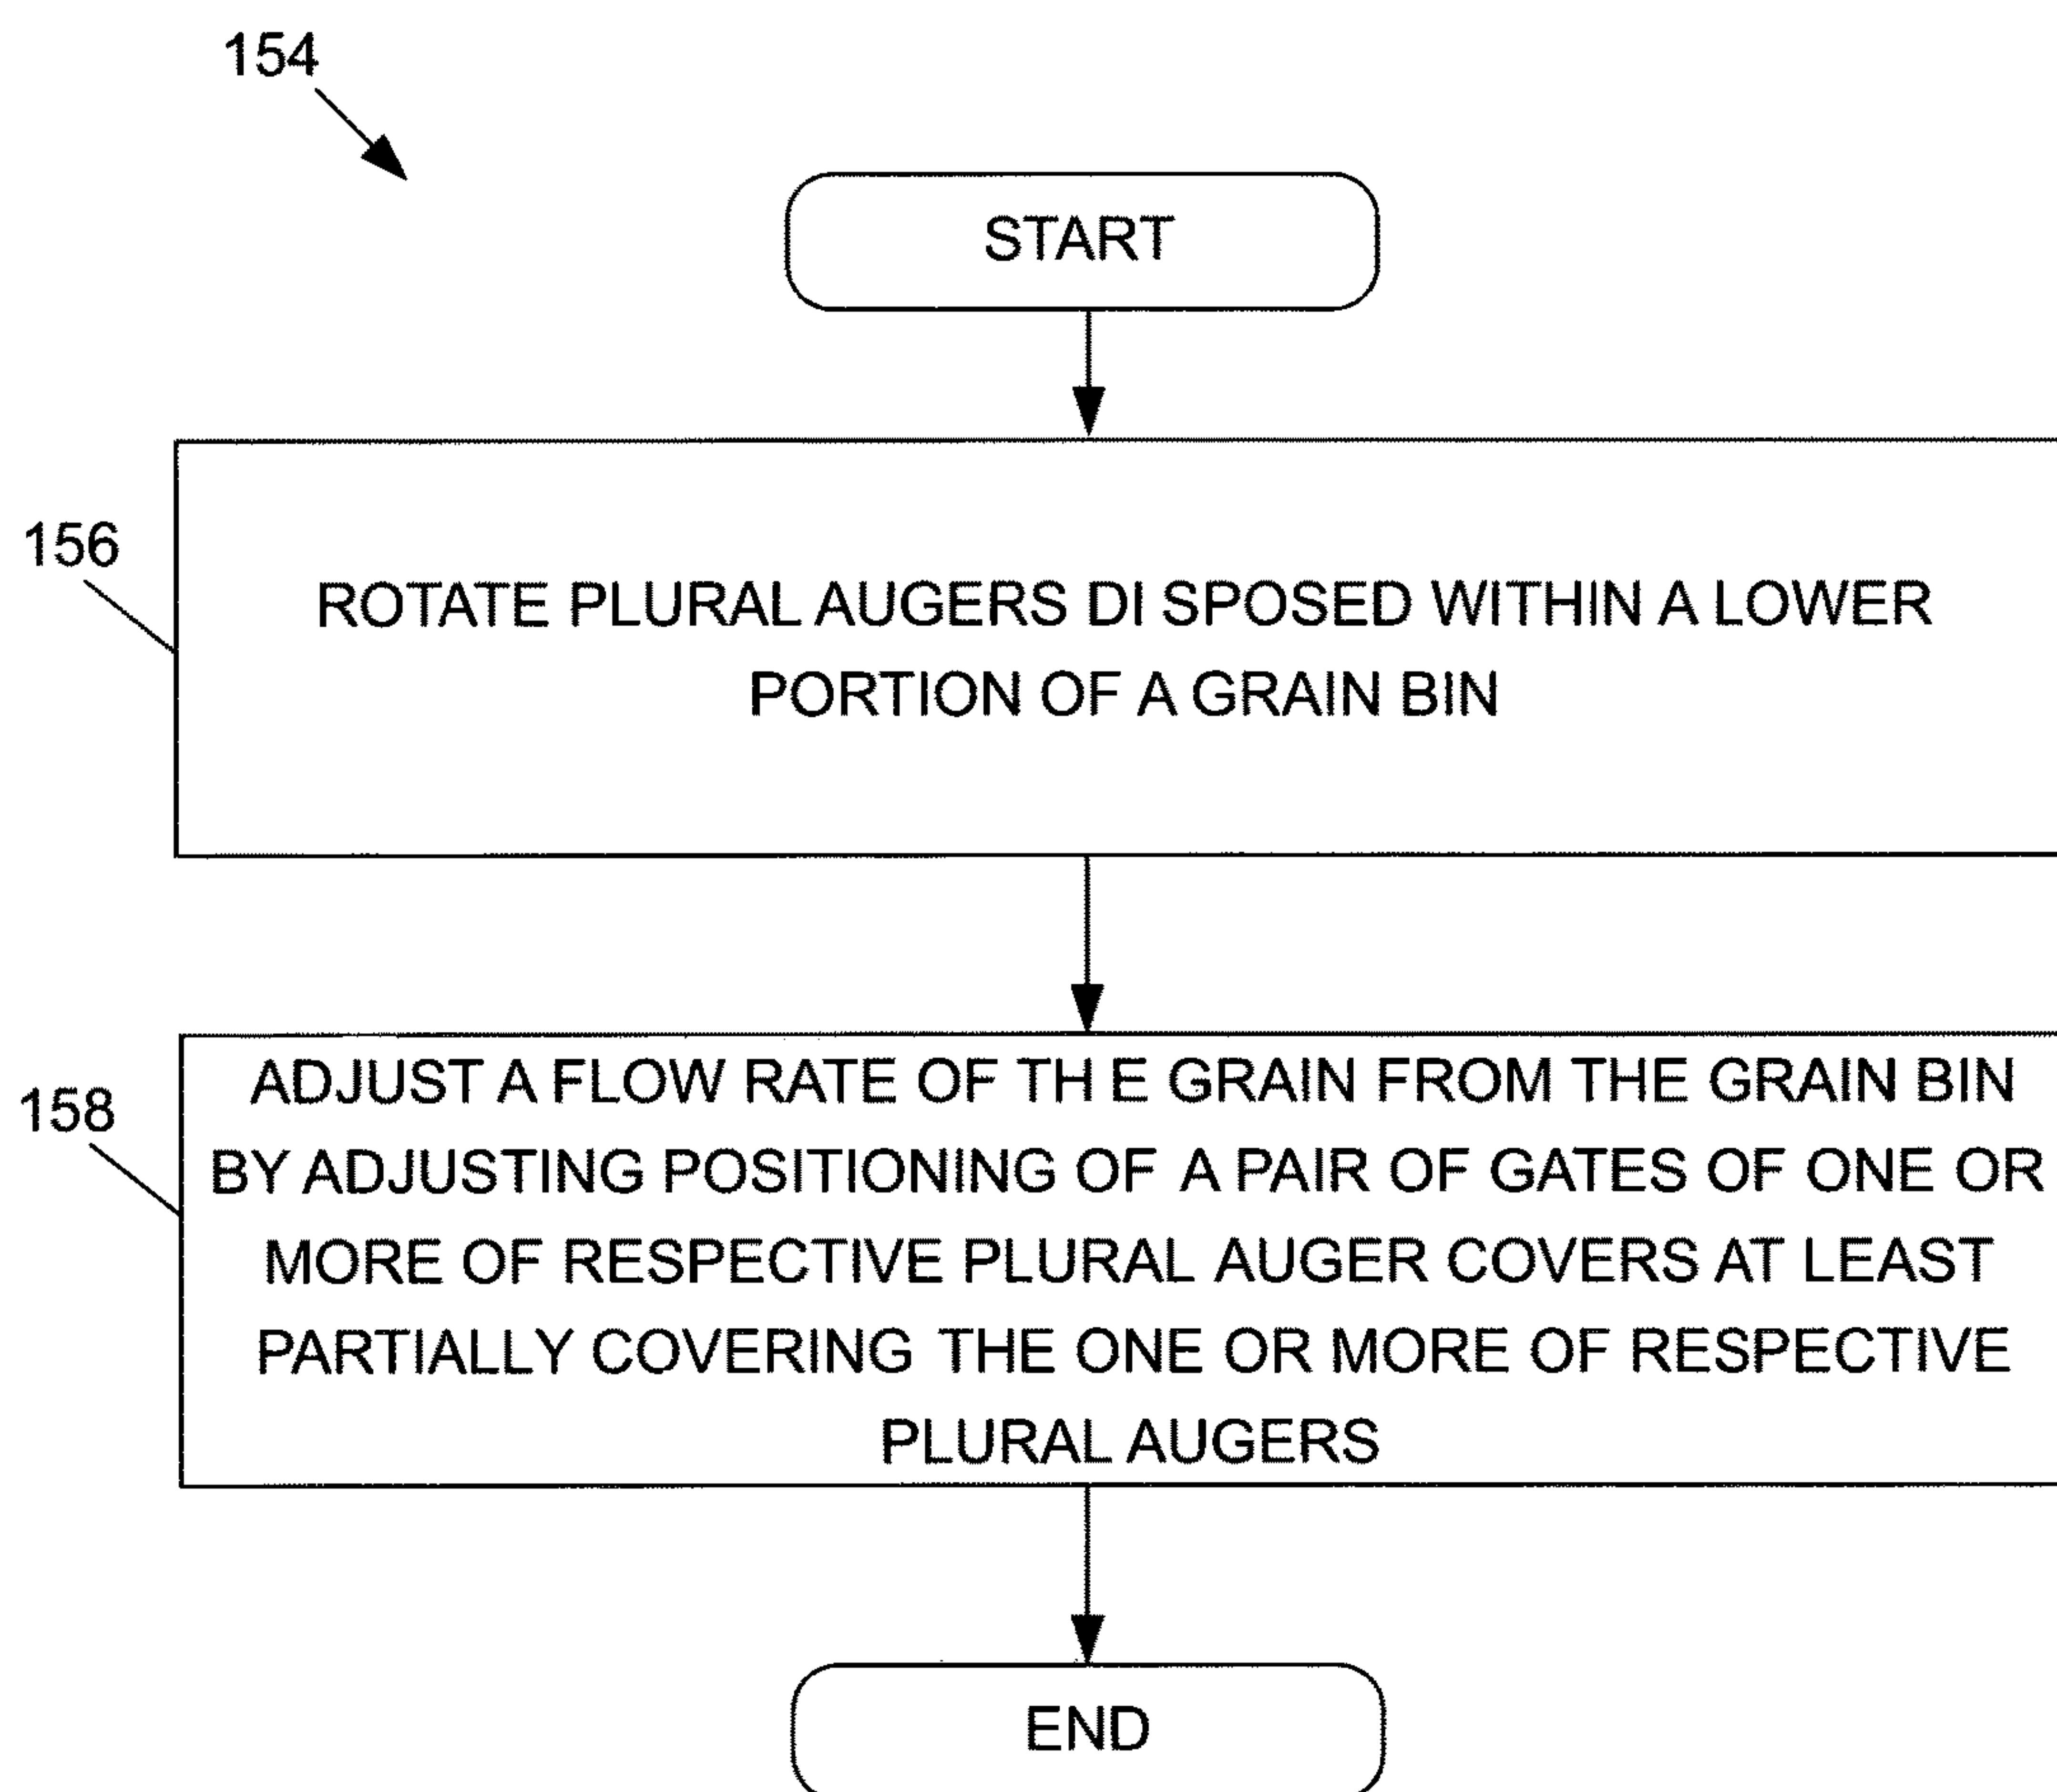 154
START
156
ROTATE PLURAL AUGERS DI SPOSED WITHIN A LOWER
PORTION OF A GRAIN BIN
158
ADJUST A FLOW RATE OF TH E GRAIN FROM THE GRAIN BIN
BY ADJUSTING POSITIONING OF A PAIR OF GATES OF ONE OR
MORE OF RESPECTIVE PLURAL AUGER COVERS AT LEAST
PARTIALLY COVERING THE ONE OR MORE OF RESPECTIVE
PLURAL AUGERS
END